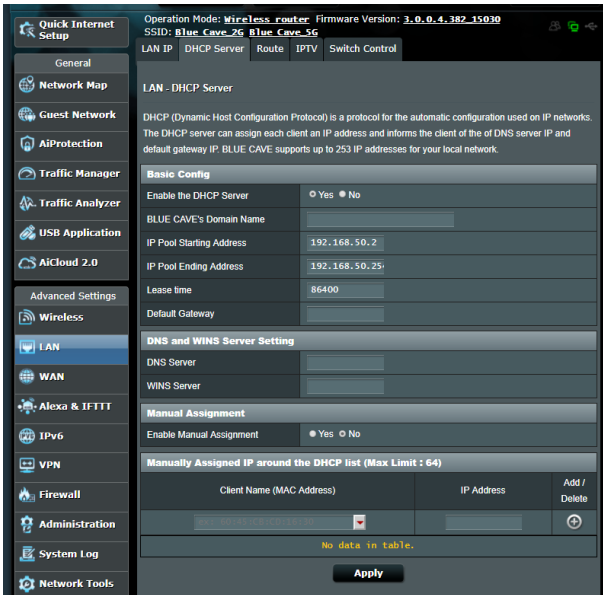 Quick Internet
Setup
General
Network Map
Guest Network
AiProtection
Traffic Manager
Traffic Analyzer
USB Application
AiCloud 2.0
Advanced Settings
Wireless
LAN
WAN
Alexa & IFTTT
IPv6
VPN
Firewall
Administration
System Log
Network Tools
Operation Mode: Wireless router Firmware Version: 3.0.0.4.382_15030
SSID: Blue Cave_2G Blue Cave_5G
LAN IP DHCP Server Route IPTV Switch Control
LAN - DHCP Server
DHCP (Dynamic Host Configuration Protocol) is a protocol for the automatic configuration used on IP networks.
The DHCP server can assign each client an IP address and informs the client of the of DNS server IP and
default gateway IP. BLUE CAVE supports up to 253 IP addresses for your local network.
Basic Config
Enable the DHCP Server Yes No
BLUE CAVE's Domain Name
IP Pool Starting Address 192.168.50.2
IP Pool Ending Address 192.168.50.25
Lease time 86400
Default Gateway
DNS and WINS Server Setting
DNS Server
WINS Server
Manual Assignment
Enable Manual Assignment Yes No
Manually Assigned IP around the DHCP list (Max Limit : 64)
Client Name (MAC Address) IP Address Add /
Delete
No data in table.
Apply